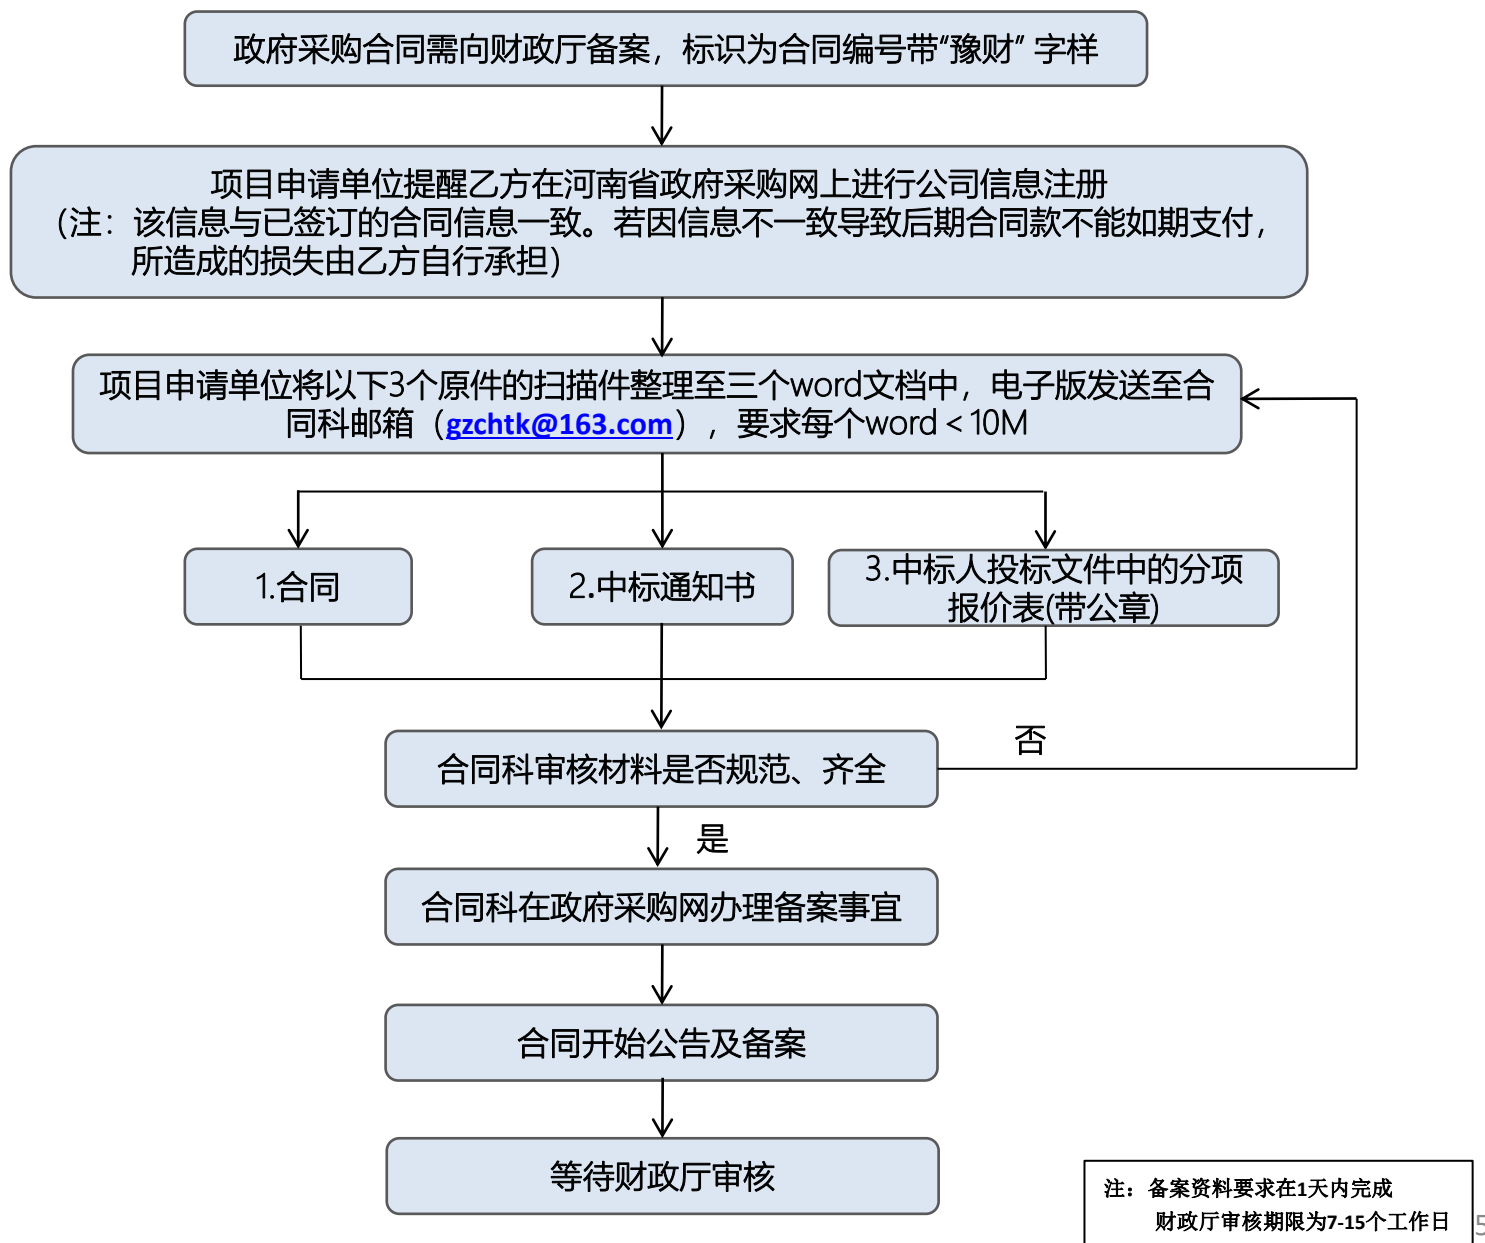 政府采购合同需向财政厅备案，标识为合同编号带“豫财” 字样
项目申请单位提醒乙方在河南省政府采购网上进行公司信息注册
（注：该信息与已签订的合同信息一致。若因信息不一致导致后期合同款不能如期支付，
所造成的损失由乙方自行承担）
项目申请单位将以下3个原件的扫描件整理至三个word文档中，电子版发送至合
同科邮箱（gzchtk@163.com），要求每个word＜10M
1.合同
2.中标通知书
3.中标人投标文件中的分项
报价表(带公章)
否
合同科审核材料是否规范、齐全
是
合同科在政府采购网办理备案事宜
合同开始公告及备案
等待财政厅审核
注：备案资料要求在1天内完成
财政厅审核期限为7-15个工作日
5